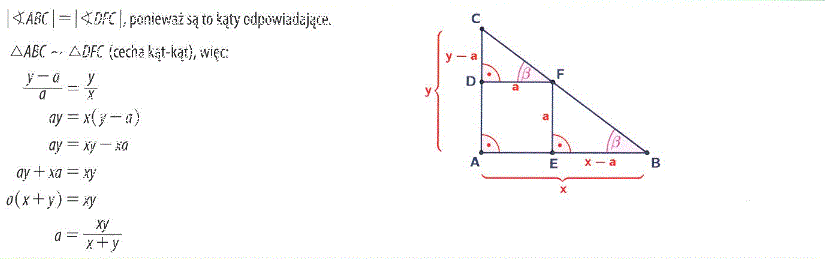 |∢ABC| = |∢DFC|, ponieważ są to kąty odpowiadające.
△ABC ~ △DFC (cecha kąt-kąt), więc:
(y − a)/a = y/x
ay = x(y − a)
ay = xy − xa
ay + xa = xy
a(x + y) = xy
a = xy/(x + y)
C
y − a
β
D
a
F
y
a
β
A
E
x − a
B
x